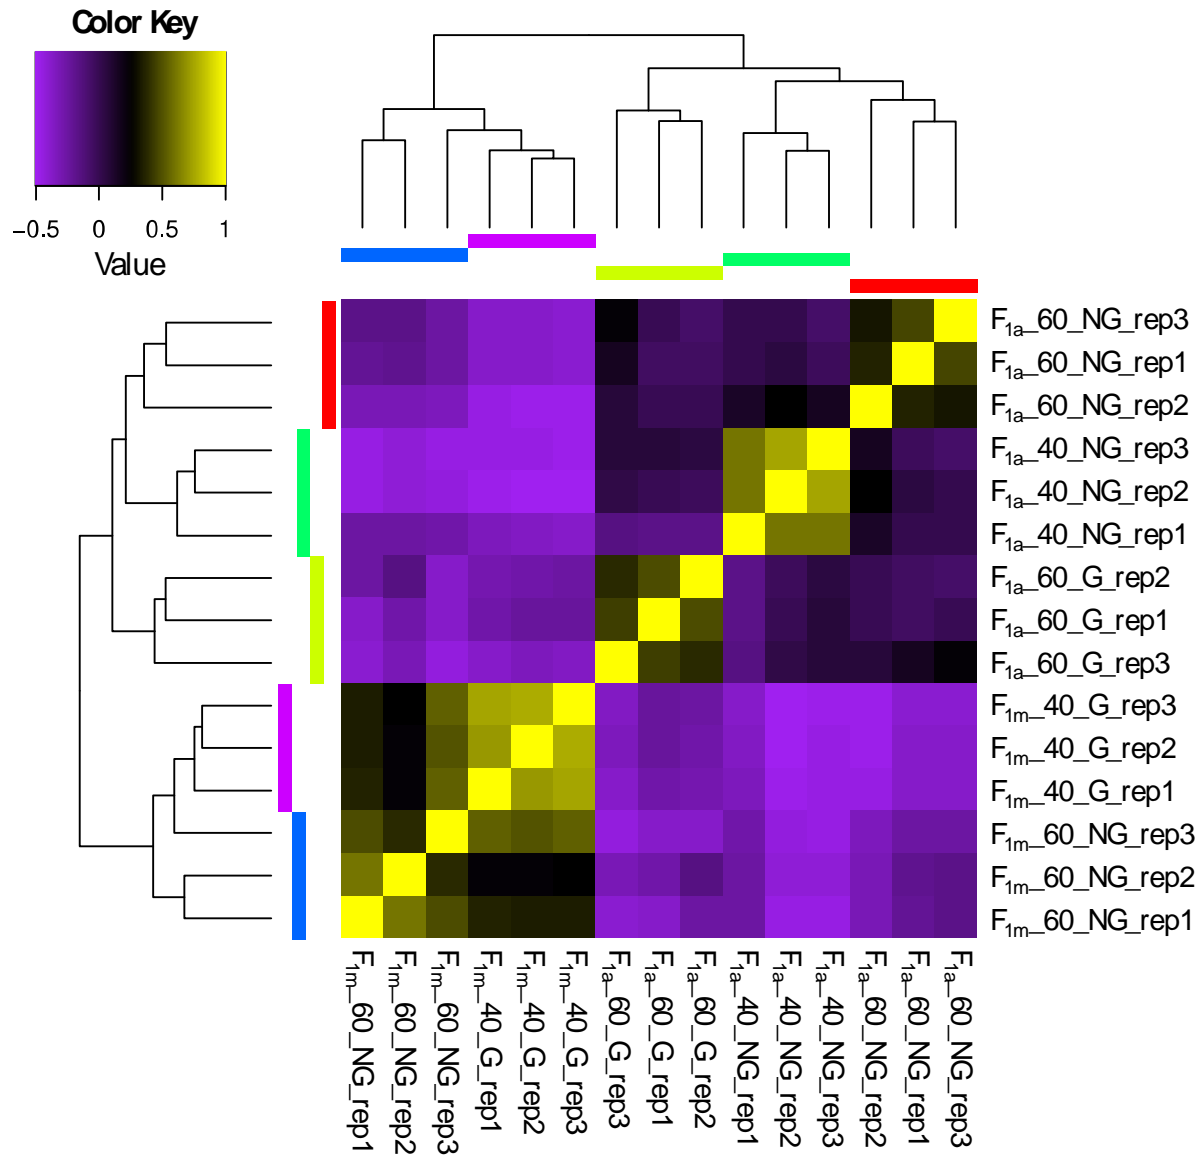 Color Key
−0.5 0 0.5 1
Value
F1a_60_NG_rep3
F1a_60_NG_rep1
F1a_60_NG_rep2
F1a_40_NG_rep3
F1a_40_NG_rep2
F1a_40_NG_rep1
F1a_60_G_rep2
F1a_60_G_rep1
F1a_60_G_rep3
F1m_40_G_rep3
F1m_40_G_rep2
F1m_40_G_rep1
F1m_60_NG_rep3
F1m_60_NG_rep2
F1m_60_NG_rep1
F1m_60_NG_rep1
F1m_60_NG_rep2
F1m_60_NG_rep3
F1m_40_G_rep1
F1m_40_G_rep2
F1m_40_G_rep3
F1a_60_G_rep3
F1a_60_G_rep1
F1a_60_G_rep2
F1a_40_NG_rep1
F1a_40_NG_rep2
F1a_40_NG_rep3
F1a_60_NG_rep2
F1a_60_NG_rep1
F1a_60_NG_rep3